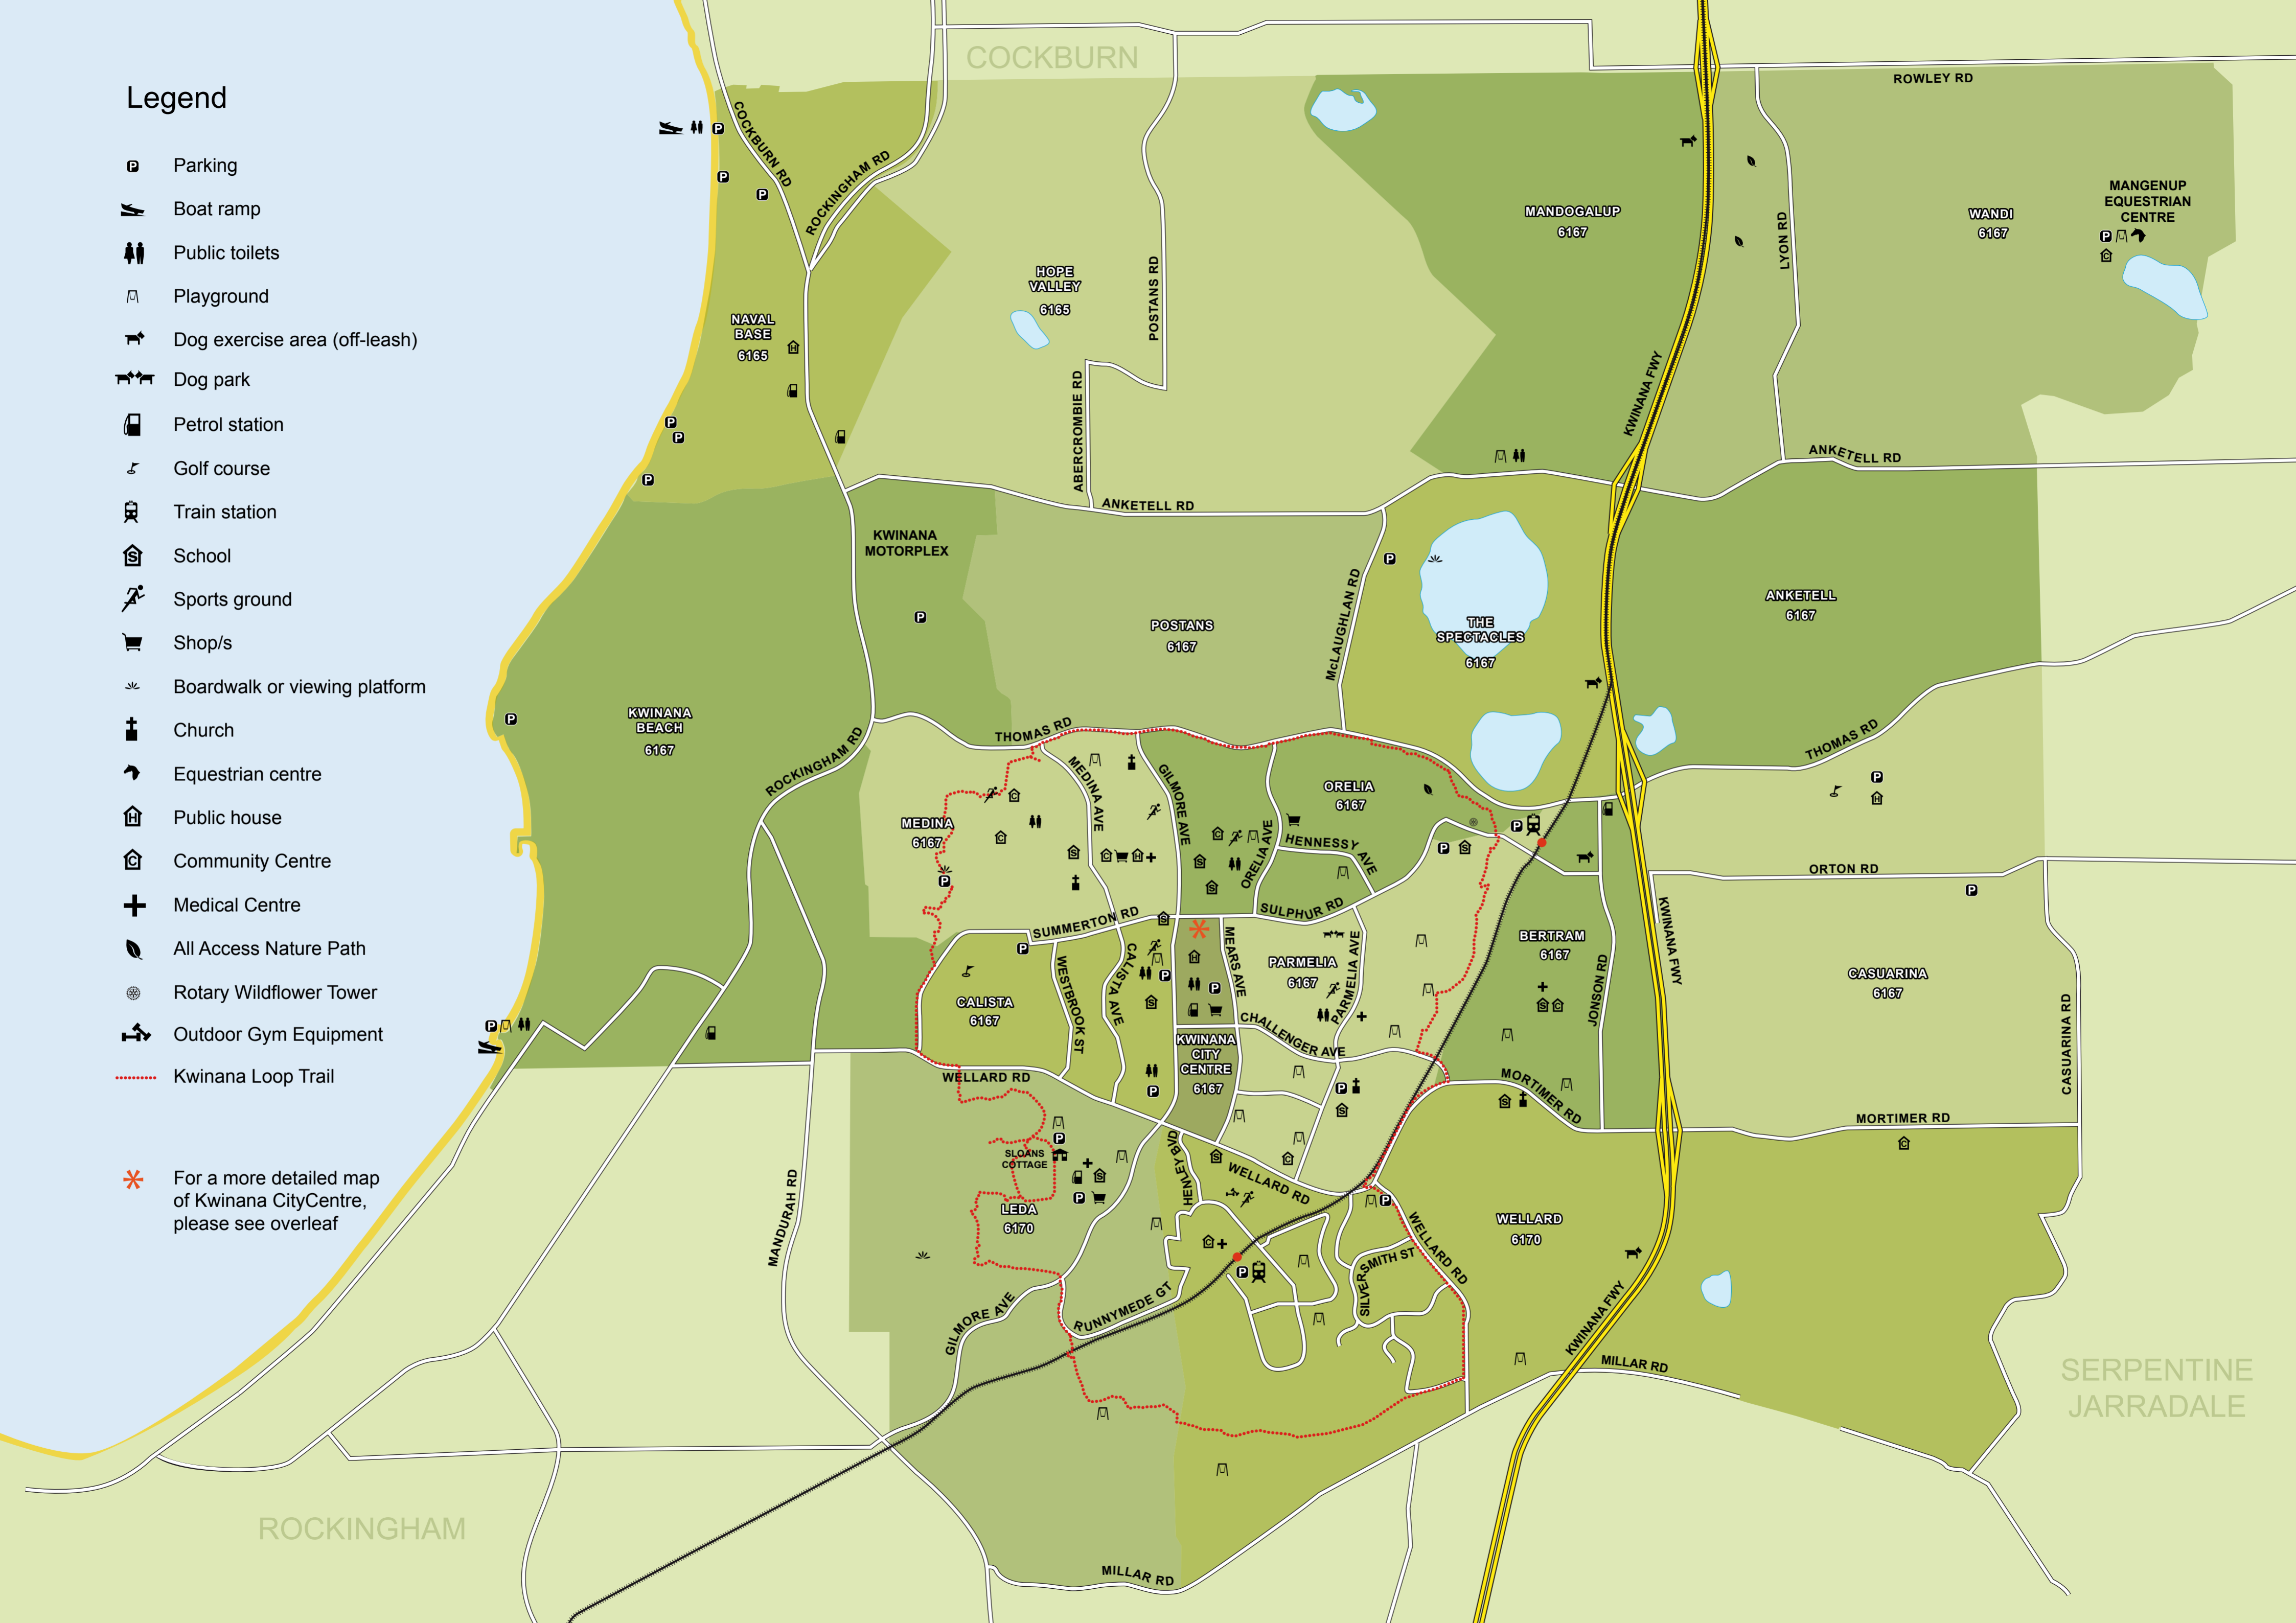 Legend
Parking
Boat ramp
Public toilets
Playground
Dog exercise area (off-leash)
Dog park
Petrol station
Golf course
Train station
School
Sports ground
Shop/s
Boardwalk or viewing platform
Church
Equestrian centre
Public house
Community Centre
Medical Centre
All Access Nature Path
Rotary Wildflower Tower
Outdoor Gym Equipment
Kwinana Loop Trail
For a more detailed map
of Kwinana CityCentre,
please see overleaf
COCKBURN
ROWLEY RD
COCKBURN RD
ROCKINGHAM RD
MANDOGALUP
6167
WANDI
6167
MANGENUP
EQUESTRIAN
CENTRE
LYON RD
HOPE
VALLEY
6165
POSTANS RD
NAVAL
BASE
6165
ABERCROMBIE RD
KWINANA FWY
ANKETELL RD
ANKETELL RD
KWINANA
MOTORPLEX
McLAUGHLAN RD
POSTANS
6167
THE
SPECTACLES
6167
ANKETELL
6167
KWINANA
BEACH
6167
THOMAS RD
THOMAS RD
ROCKINGHAM RD
MEDINA AVE
GILMORE AVE
ORELIA
6167
MEDINA
6167
ORELIA AVE
HENNESSY AVE
ORTON RD
SUMMERTON RD
SULPHUR RD
KWINANA FWY
WESTBROOK ST
CALISTA AVE
MEARS AVE
PARMELIA
6167
PARMELIA AVE
BERTRAM
6167
JONSON RD
CASUARINA
6167
CASUARINA RD
CALISTA
6167
CHALLENGER AVE
KWINANA
CITY
CENTRE
6167
WELLARD RD
MORTIMER RD
MORTIMER RD
SLOANS
COTTAGE
HENLEY BVD
WELLARD RD
LEDA
6170
MANDURAH RD
WELLARD RD
WELLARD
6170
SMITH ST
SILVER
GILMORE AVE
RUNNYMEDE GT
KWINANA FWY
MILLAR RD
SERPENTINE
JARRADALE
ROCKINGHAM
MILLAR RD